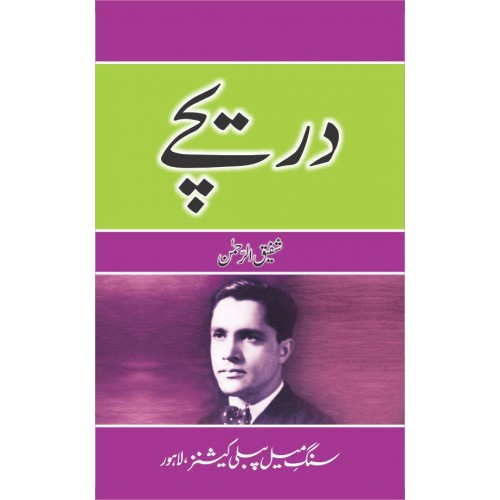 دریچے
شفیق الرحمٰن
سنگِ میل پبلی کیشنز، لاہور